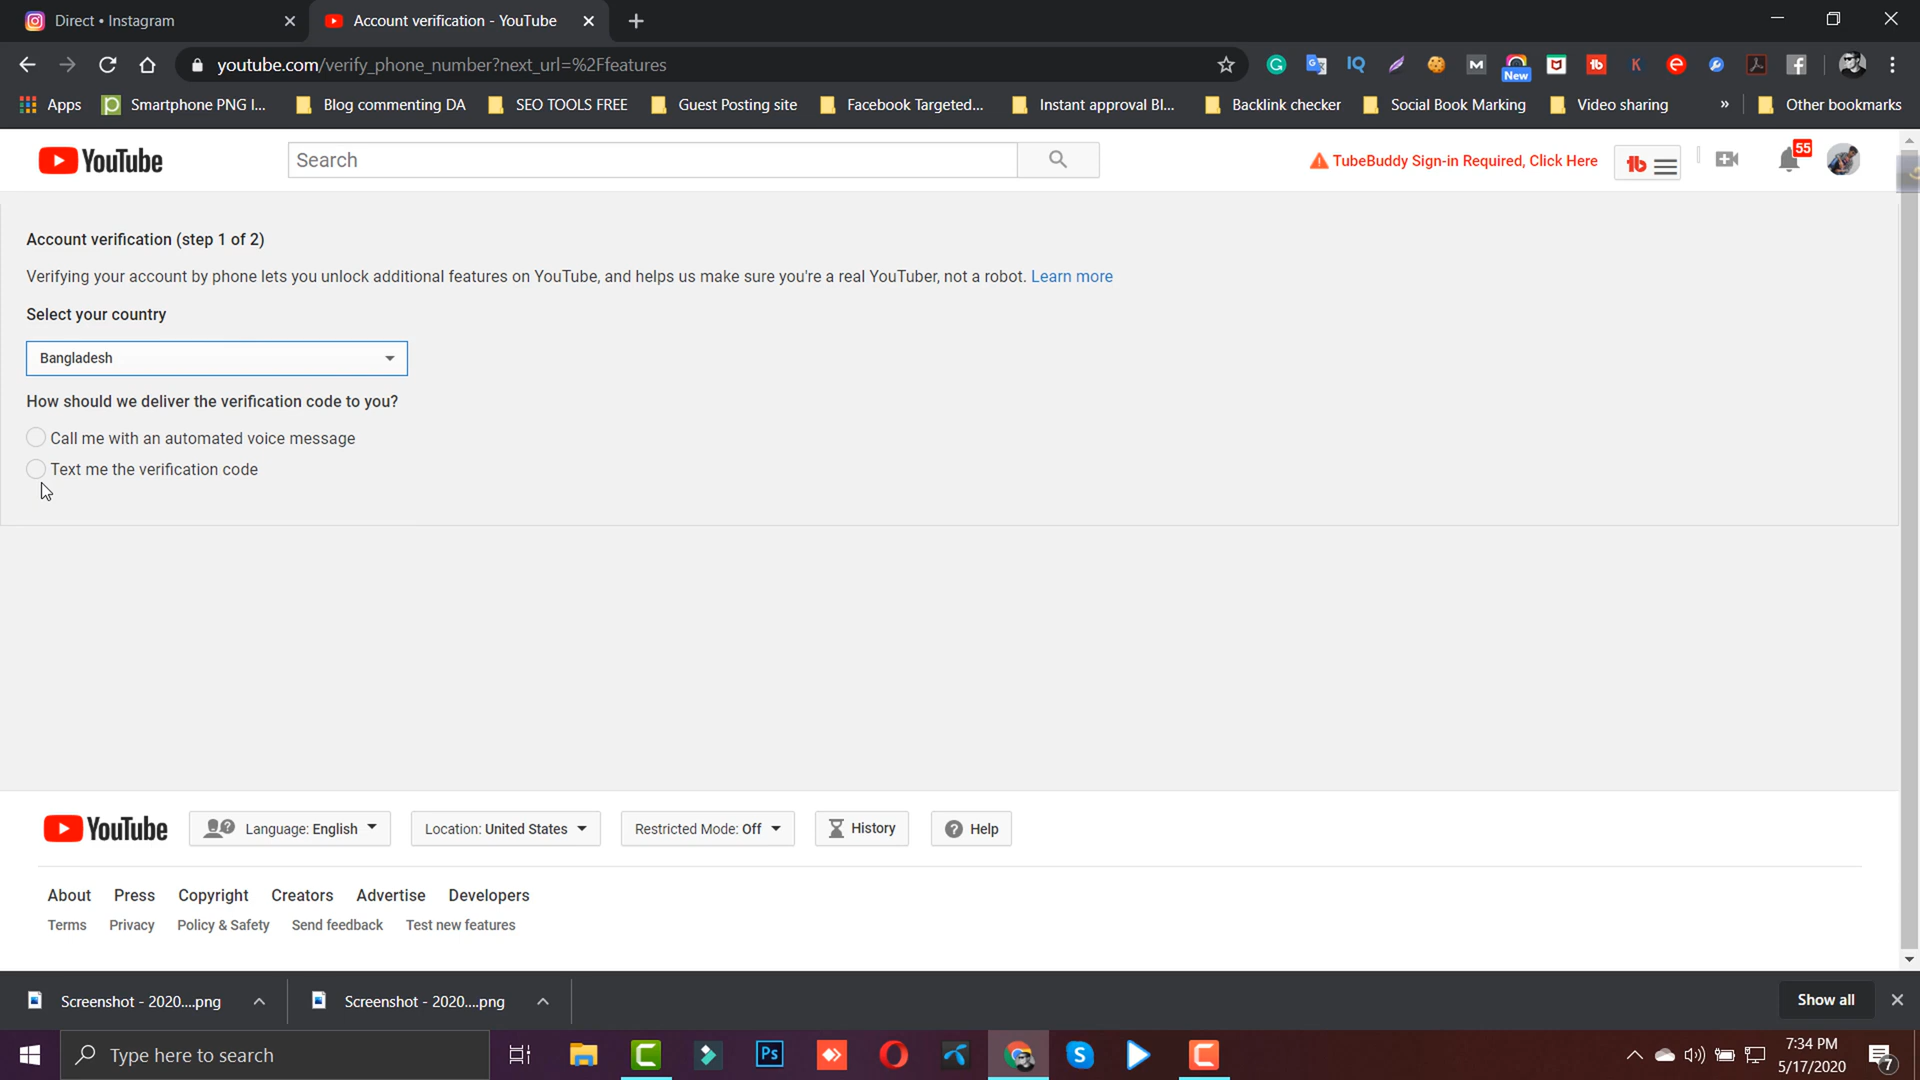 Direct • Instagram
Account verification - YouTube
youtube.com/verify_phone_number?next_url=%2Ffeatures
New
Apps
Smartphone PNG I...
Blog commenting DA
SEO TOOLS FREE
Guest Posting site
Facebook Targeted...
Instant approval Bl...
Backlink checker
Social Book Marking
Video sharing
»
Other bookmarks
YouTube
Search
TubeBuddy Sign-in Required, Click Here
55
Account verification (step 1 of 2)
Verifying your account by phone lets you unlock additional features on YouTube, and helps us make sure you're a real YouTuber, not a robot. Learn more
Select your country
Bangladesh
How should we deliver the verification code to you?
Call me with an automated voice message
Text me the verification code
YouTube
Language: English
Location: United States
Restricted Mode: Off
History
Help
About Press Copyright Creators Advertise Developers
Terms Privacy Policy & Safety Send feedback Test new features
Screenshot - 2020....png
Screenshot - 2020....png
Show all
Type here to search
Ps
7:34 PM
5/17/2020
7